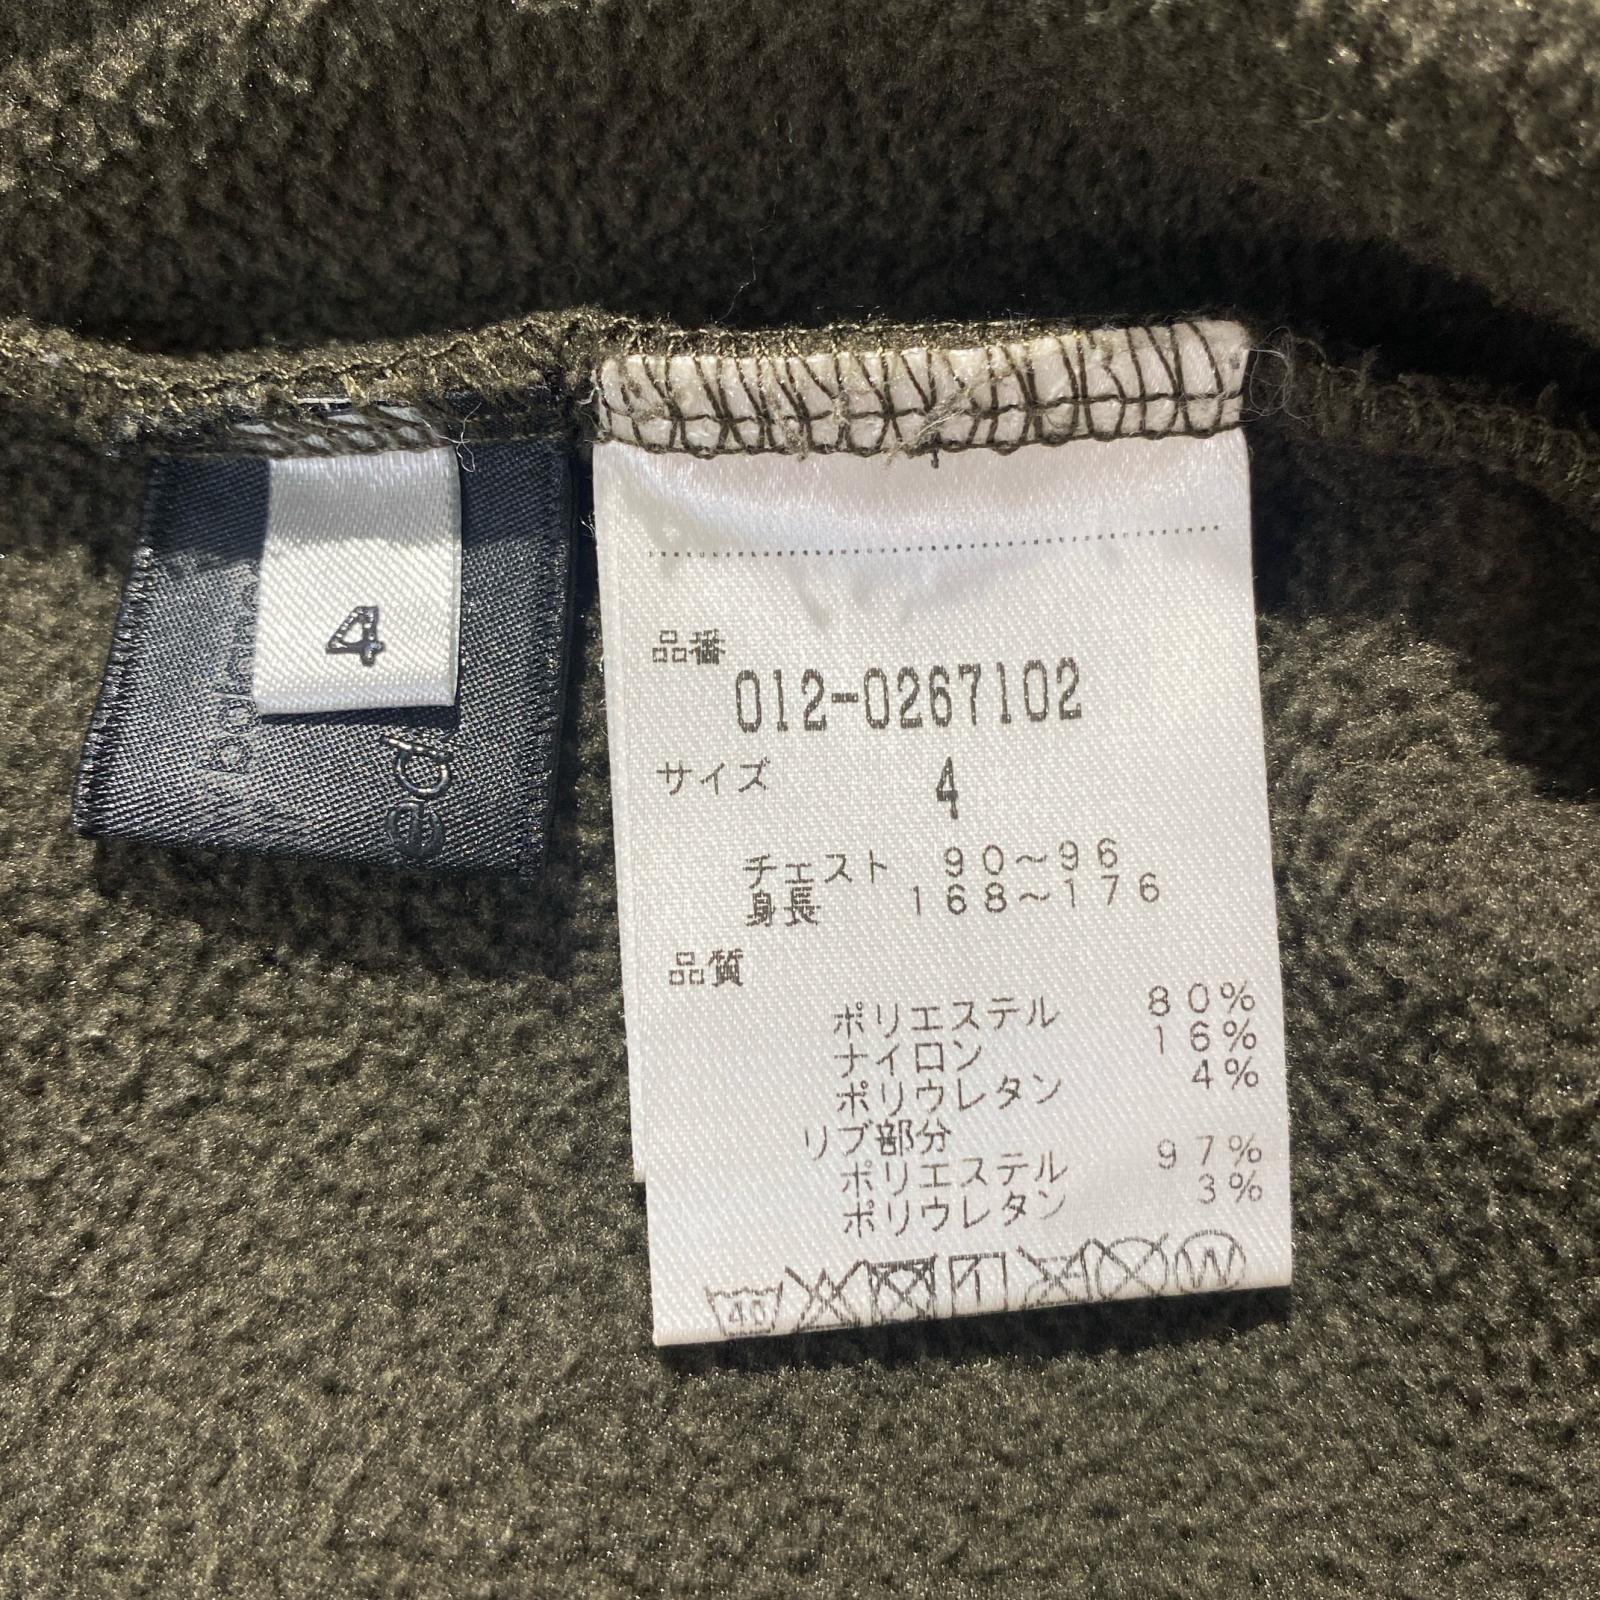 4
品番
012-0267102
サイズ 4
チェスト 90～96
身長 168～176
品質
ポリエステル 80%
ナイロン 16%
ポリウレタン 4%
リブ部分
ポリエステル 97%
ポリウレタン 3%
40 W